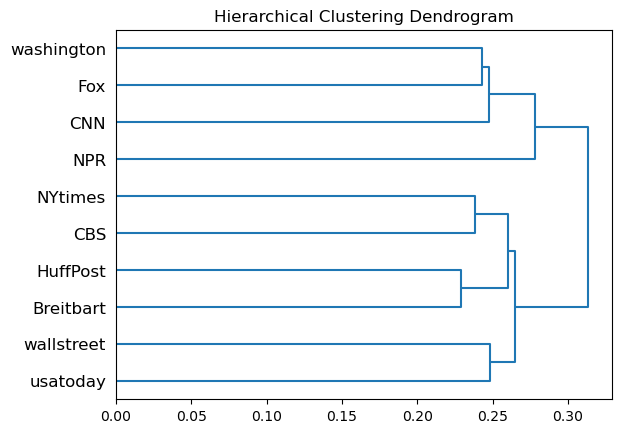 Hierarchical Clustering Dendrogram
washington
Fox
CNN
NPR
NYtimes
CBS
HuffPost
Breitbart
wallstreet
usatoday
0.00 0.05 0.10 0.15 0.20 0.25 0.30